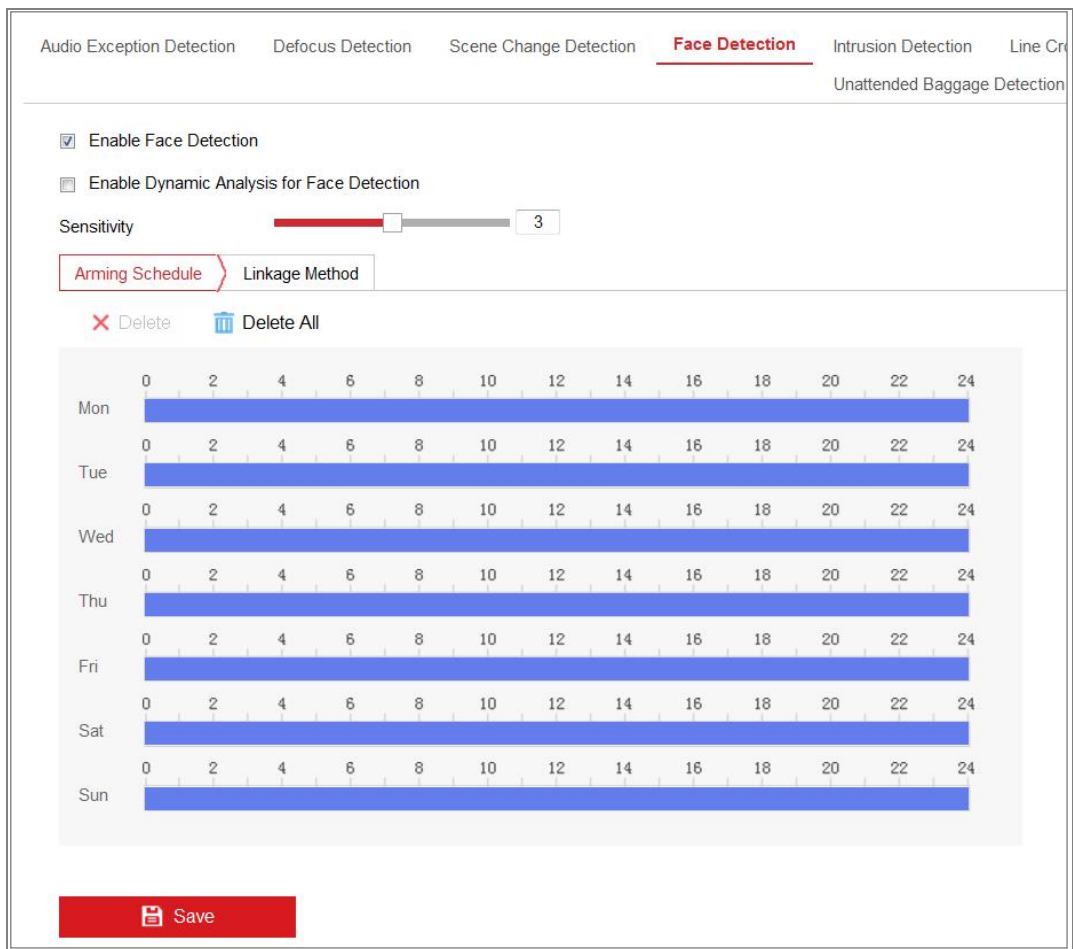 Audio Exception Detection Defocus Detection Scene Change Detection Face Detection Intrusion Detection Line Cro
Unattended Baggage Detection
Enable Face Detection
Enable Dynamic Analysis for Face Detection
Sensitivity 3
Arming Schedule Linkage Method
Delete Delete All
0 2 4 6 8 10 12 14 16 18 20 22 24
Mon
0 2 4 6 8 10 12 14 16 18 20 22 24
Tue
0 2 4 6 8 10 12 14 16 18 20 22 24
Wed
0 2 4 6 8 10 12 14 16 18 20 22 24
Thu
0 2 4 6 8 10 12 14 16 18 20 22 24
Fri
0 2 4 6 8 10 12 14 16 18 20 22 24
Sat
0 2 4 6 8 10 12 14 16 18 20 22 24
Sun
Save